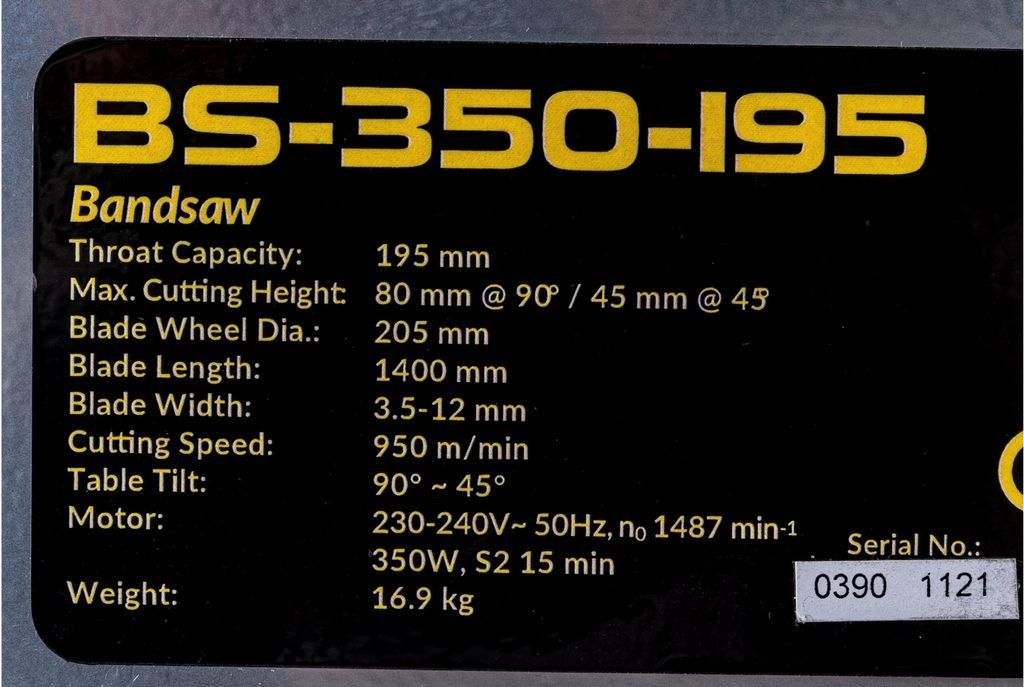 BS-350-195
Bandsaw
Throat Capacity: 195 mm
Max. Cutting Height: 80 mm @ 90° / 45 mm @ 45°
Blade Wheel Dia.: 205 mm
Blade Length: 1400 mm
Blade Width: 3.5-12 mm
Cutting Speed: 950 m/min
Table Tilt: 90° ~ 45°
Motor: 230-240V~ 50Hz, n₀ 1487 min⁻¹
350W, S2 15 min
Weight: 16.9 kg
Serial No.:
0390 1121